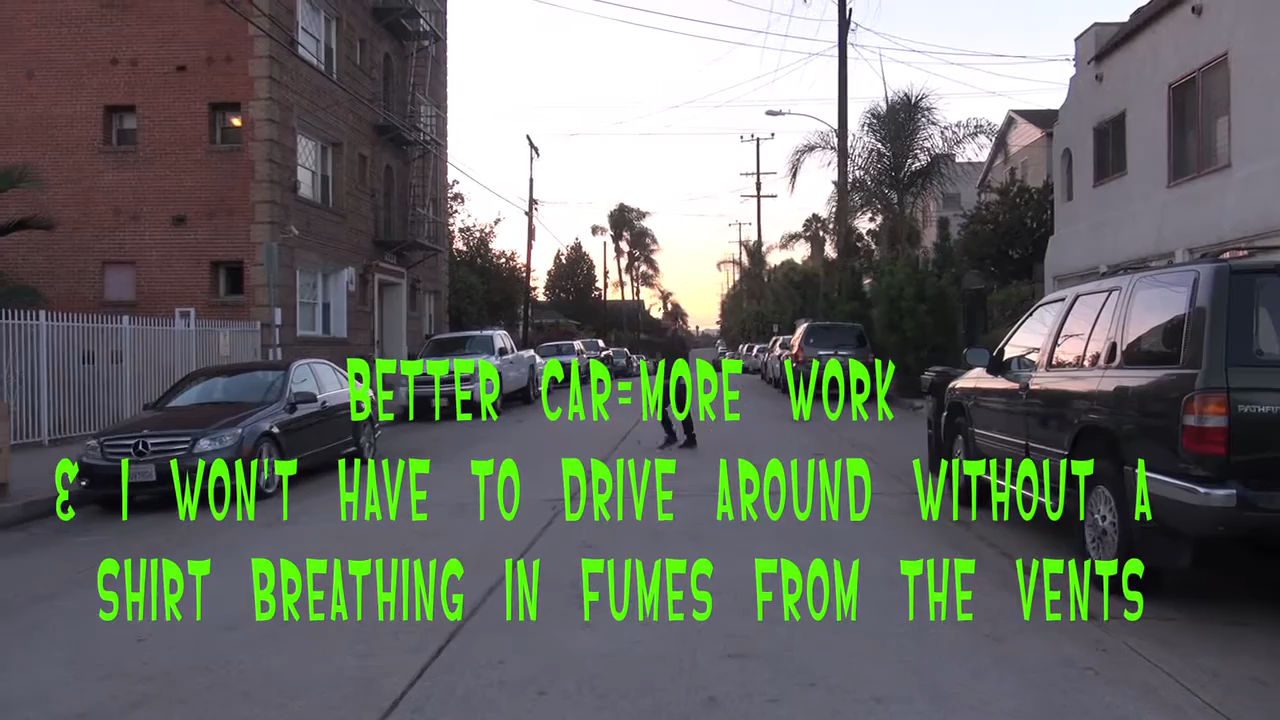 BETTER CAR=MORE WORK
& I WON'T HAVE TO DRIVE AROUND WITHOUT A
SHIRT BREATHING IN FUMES FROM THE VENTS